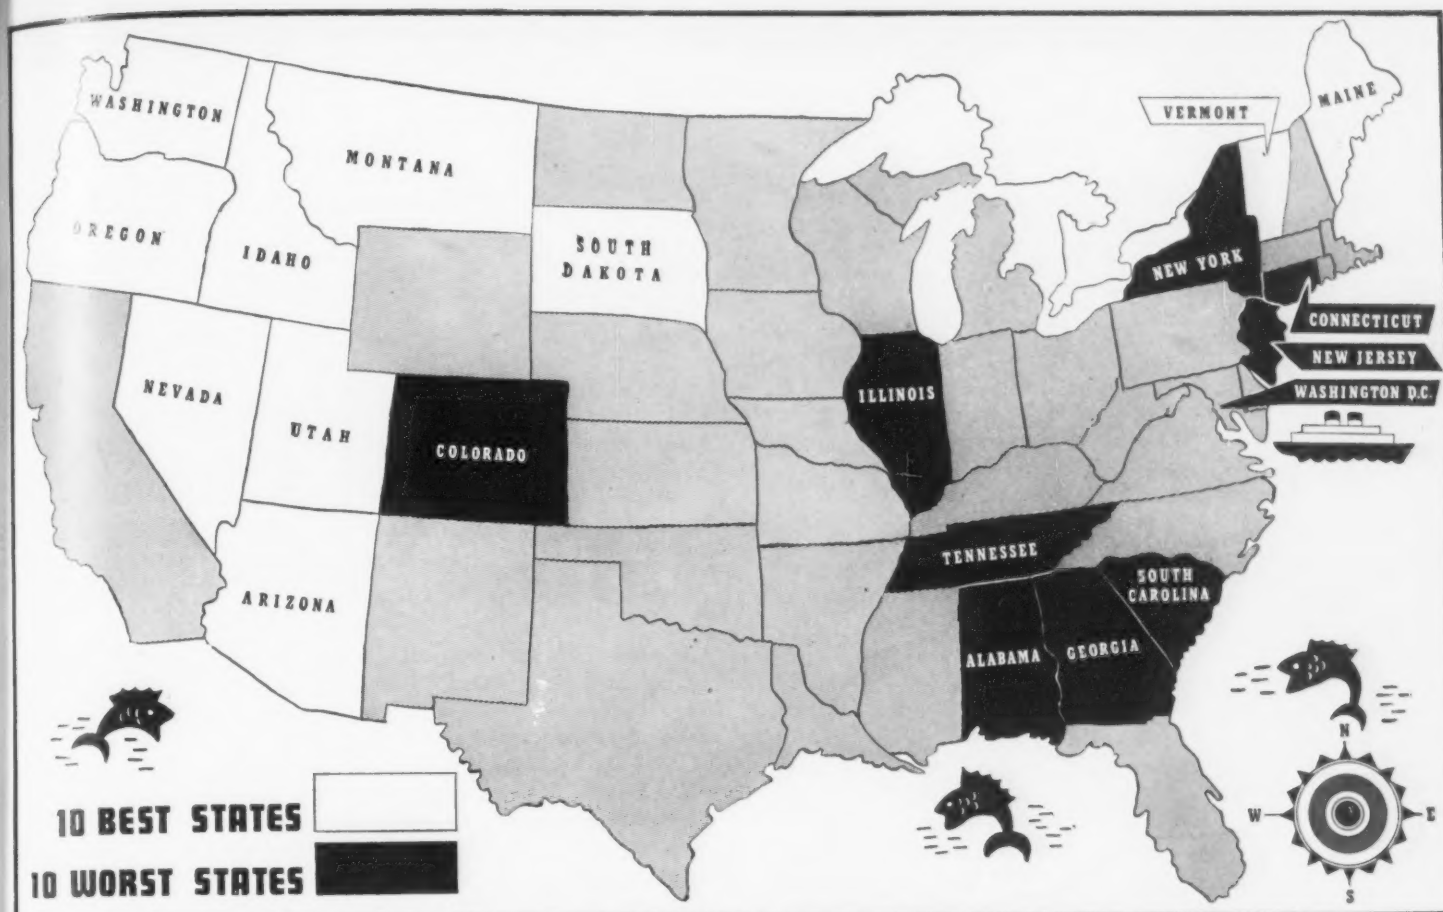 WASHINGTON
MONTANA
OREGON
IDAHO
SOUTH
DAKOTA
NEVADA
UTAH
COLORADO
ARIZONA
ILLINOIS
TENNESSEE
ALABAMA
GEORGIA
SOUTH
CAROLINA
VERMONT
MAINE
NEW YORK
CONNECTICUT
NEW JERSEY
WASHINGTON D.C.
N
W
E
S
10 BEST STATES
10 WORST STATES